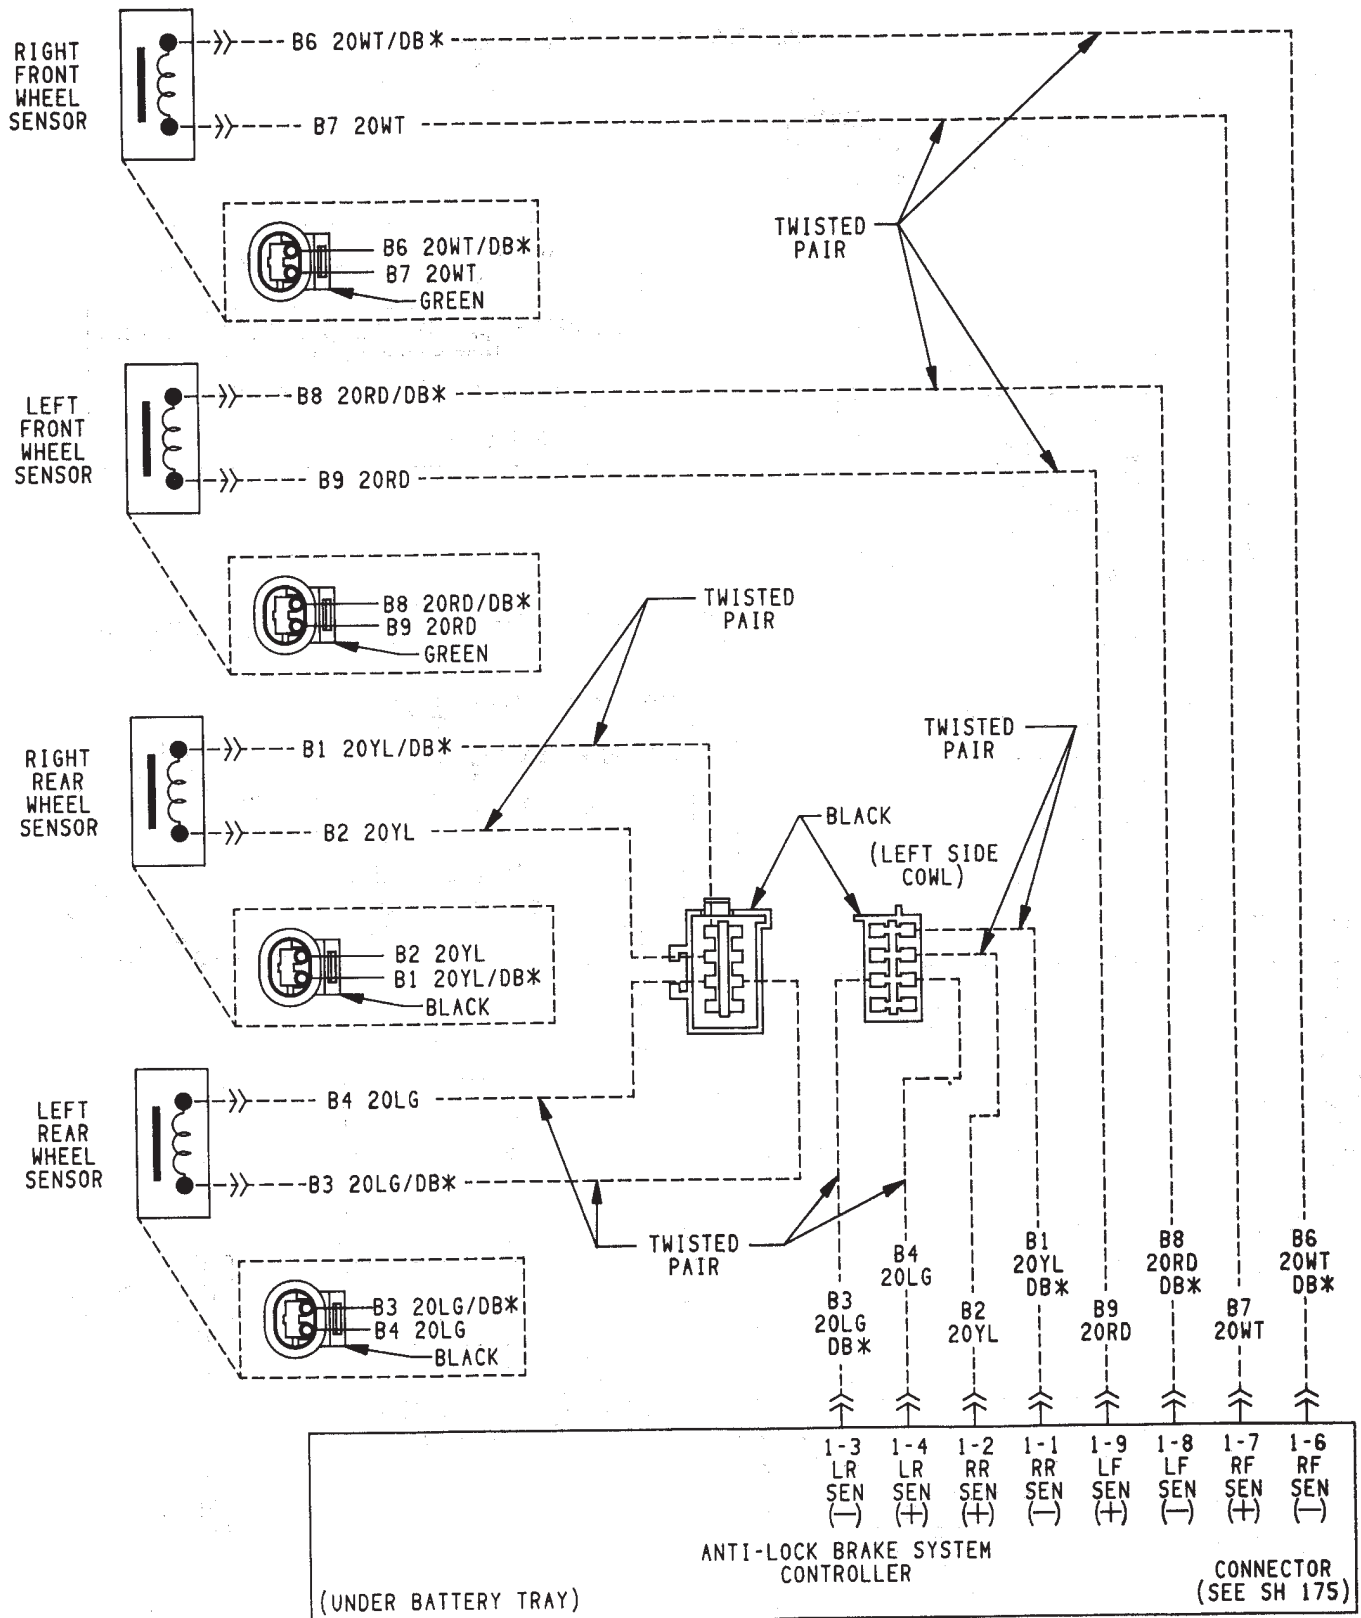 RIGHT
FRONT
WHEEL
SENSOR
B6 20WT/DB*
B7 20WT
B6 20WT/DB*
B7 20WT
GREEN
TWISTED
PAIR
LEFT
FRONT
WHEEL
SENSOR
B8 20RD/DB*
B9 20RD
B8 20RD/DB*
B9 20RD
GREEN
TWISTED
PAIR
RIGHT
REAR
WHEEL
SENSOR
B1 20YL/DB*
B2 20YL
TWISTED
PAIR
BLACK
(LEFT SIDE
COWL)
B2 20YL
B1 20YL/DB*
BLACK
LEFT
REAR
WHEEL
SENSOR
B4 20LG
B3 20LG/DB*
TWISTED
PAIR
B3 20LG/DB*
B4 20LG
BLACK
B3
20LG
DB*
B4
20LG
B2
20YL
B1
20YL
DB*
B9
20RD
B8
20RD
DB*
B7
20WT
B6
20WT
DB*
1-3
LR
SEN
(—)
1-4
LR
SEN
(+)
1-2
RR
SEN
(+)
1-1
RR
SEN
(—)
1-9
LF
SEN
(+)
1-8
LF
SEN
(—)
1-7
RF
SEN
(+)
1-6
RF
SEN
(—)
ANTI-LOCK BRAKE SYSTEM
CONTROLLER
CONNECTOR
(SEE SH 175)
(UNDER BATTERY TRAY)